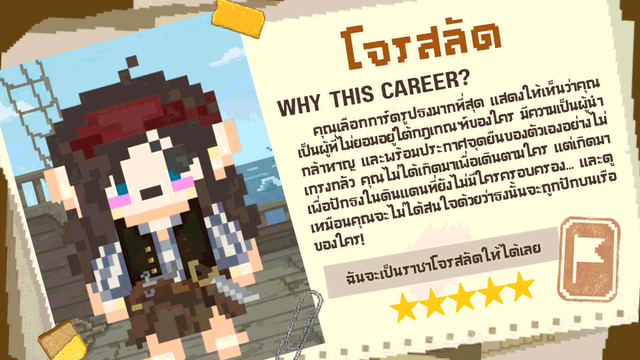 โจรสลัด
WHY THIS CAREER?
คุณเลือกการ์ดรูปธงมากที่สุด แสดงให้เห็นว่าคุณ
เป็นผู้ที่ไม่ยอมอยู่ใต้กฎเกณฑ์ของใคร มีความเป็นผู้นำ
กล้าหาญ และพร้อมประกาศจุดยืนของตัวเองอย่างไม่
เกรงกลัว คุณไม่ได้เกิดมาเพื่อเดินตามใคร แต่เกิดมา
เพื่อปักธงในดินแดนที่ยังไม่มีใครครอบครอง... และดู
เหมือนคุณจะไม่ได้สนใจด้วยว่าธงนั้นจะถูกปักบนเรือ
ของใคร!
ฉันจะเป็นราชาโจรสลัดให้ได้เลย